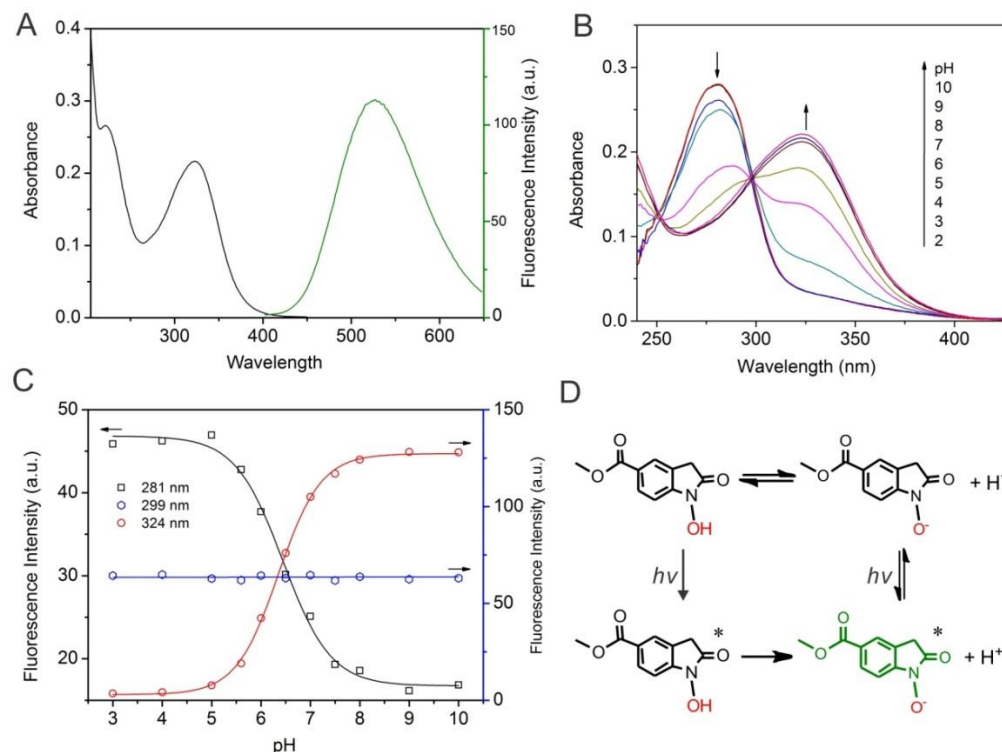 A
Absorbance
0.4
0.3
0.2
0.1
0.0
300
400
500
600
Wavelength
150
100
50
0
Fluorescence Intensity (a.u.)
B
Absorbance
0.3
0.2
0.1
0.0
250
300
350
400
Wavelength (nm)
pH
10
9
8
7
6
5
4
3
2
C
Fluorescence Intensity (a.u.)
50
40
30
20
281 nm
299 nm
324 nm
3 4 5 6 7 8 9 10
pH
150
100
50
0
Fluorescence Intensity (a.u.)
D
O
O
N
O
OH
O
O
N
O
O-
+ H+
hv
hv
O
O
N
O
OH
*
O
O
N
O
O-
*
+ H+